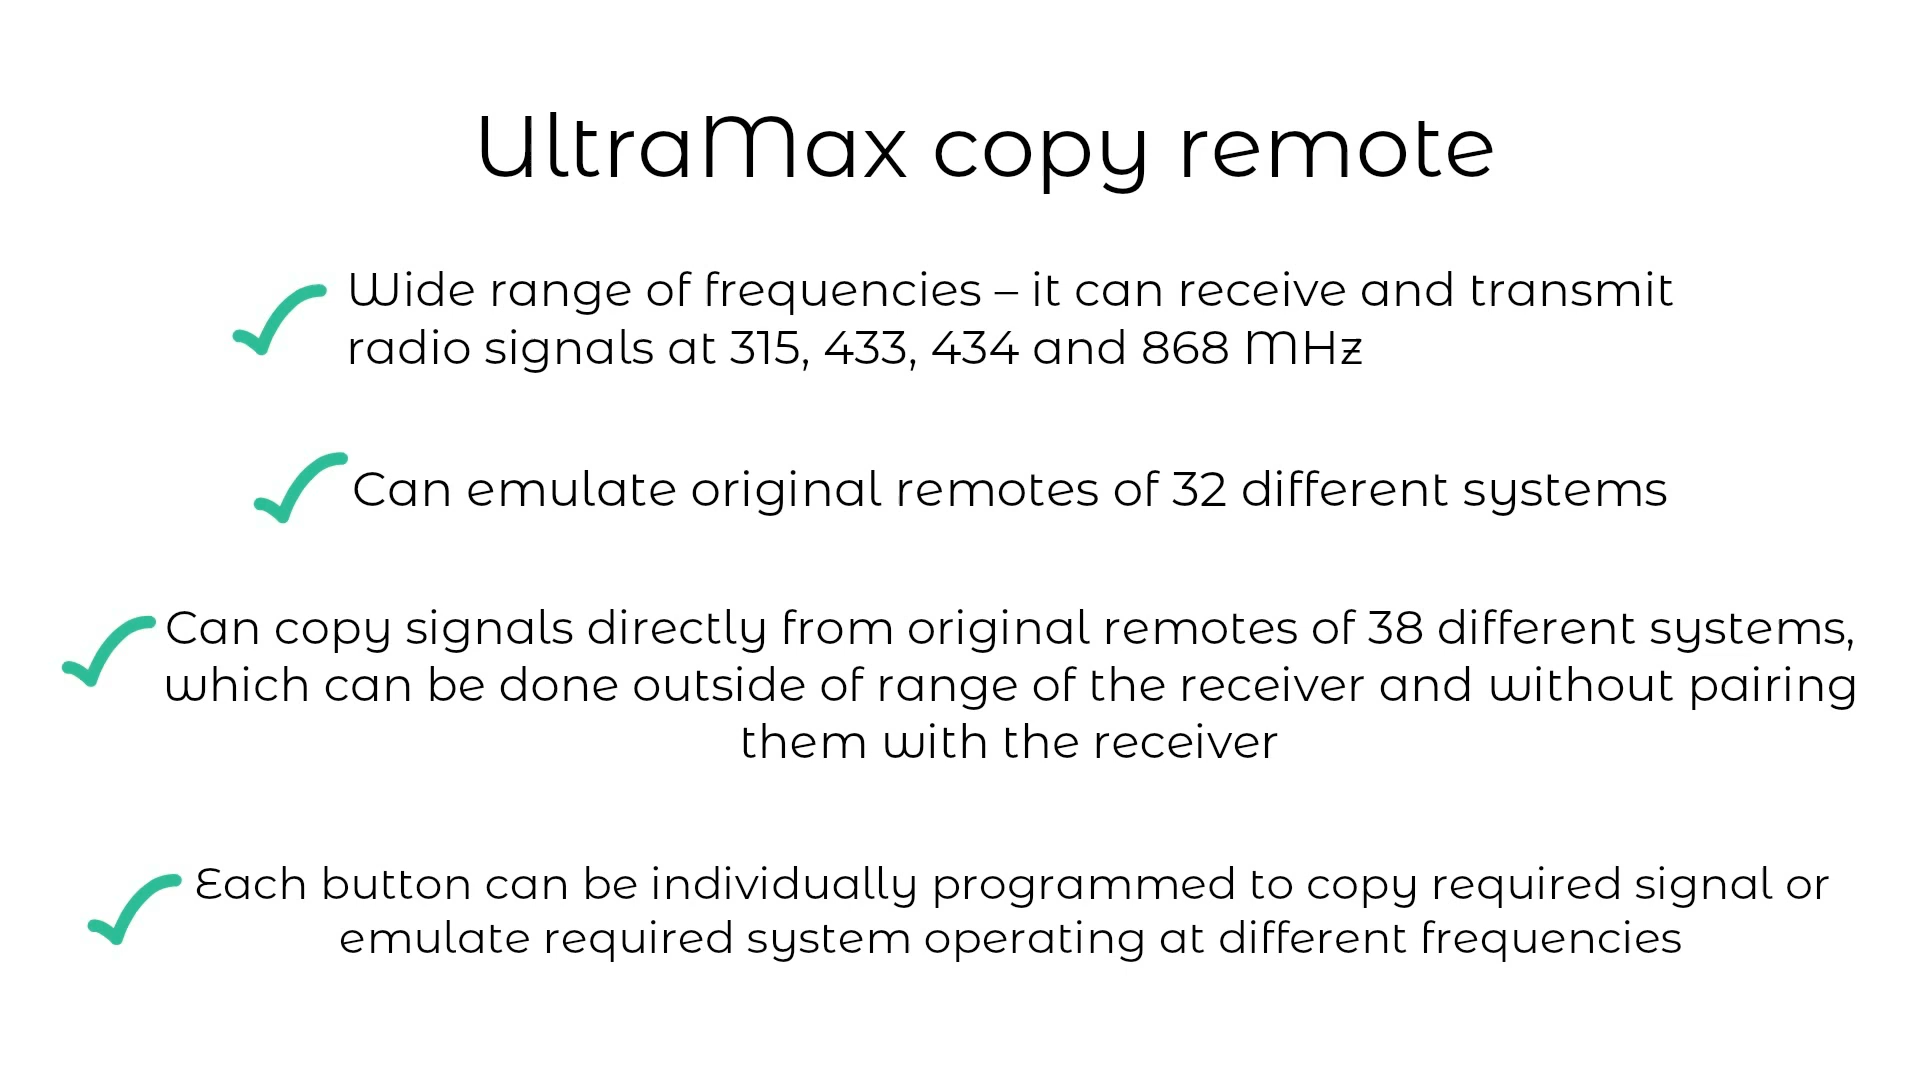 UltraMax copy remote
Wide range of frequencies – it can receive and transmit
radio signals at 315, 433, 434 and 868 MHz
Can emulate original remotes of 32 different systems
Can copy signals directly from original remotes of 38 different systems,
which can be done outside of range of the receiver and without pairing
them with the receiver
Each button can be individually programmed to copy required signal or
emulate required system operating at different frequencies